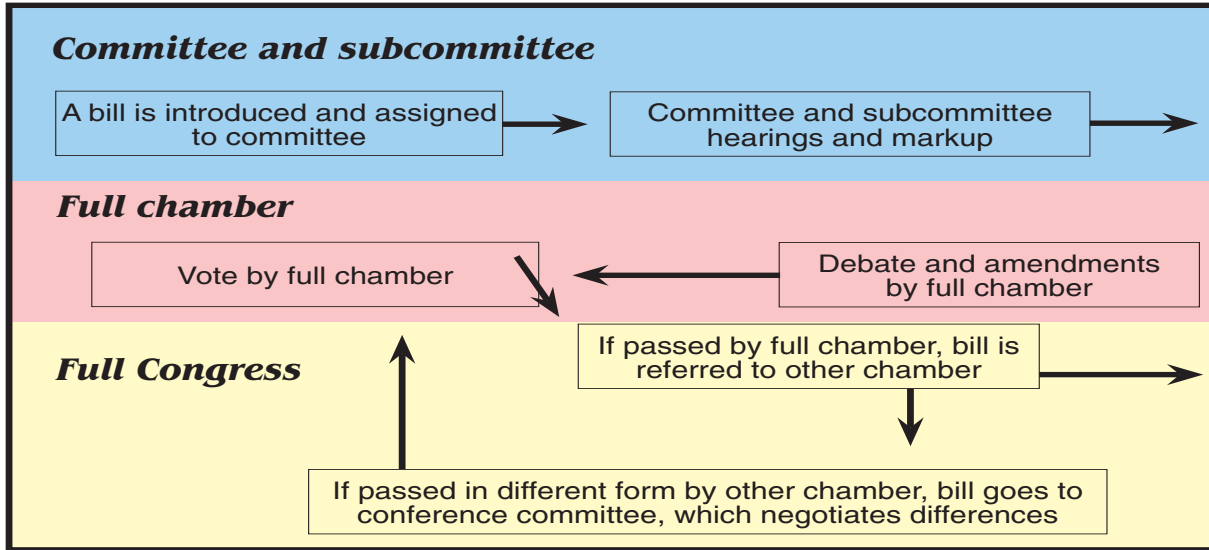 Committee and subcommittee
A bill is introduced and assigned
to committee
Committee and subcommittee
hearings and markup
Full chamber
Vote by full chamber
Debate and amendments
by full chamber
Full Congress
If passed by full chamber, bill is
referred to other chamber
If passed in different form by other chamber, bill goes to
conference committee, which negotiates differences